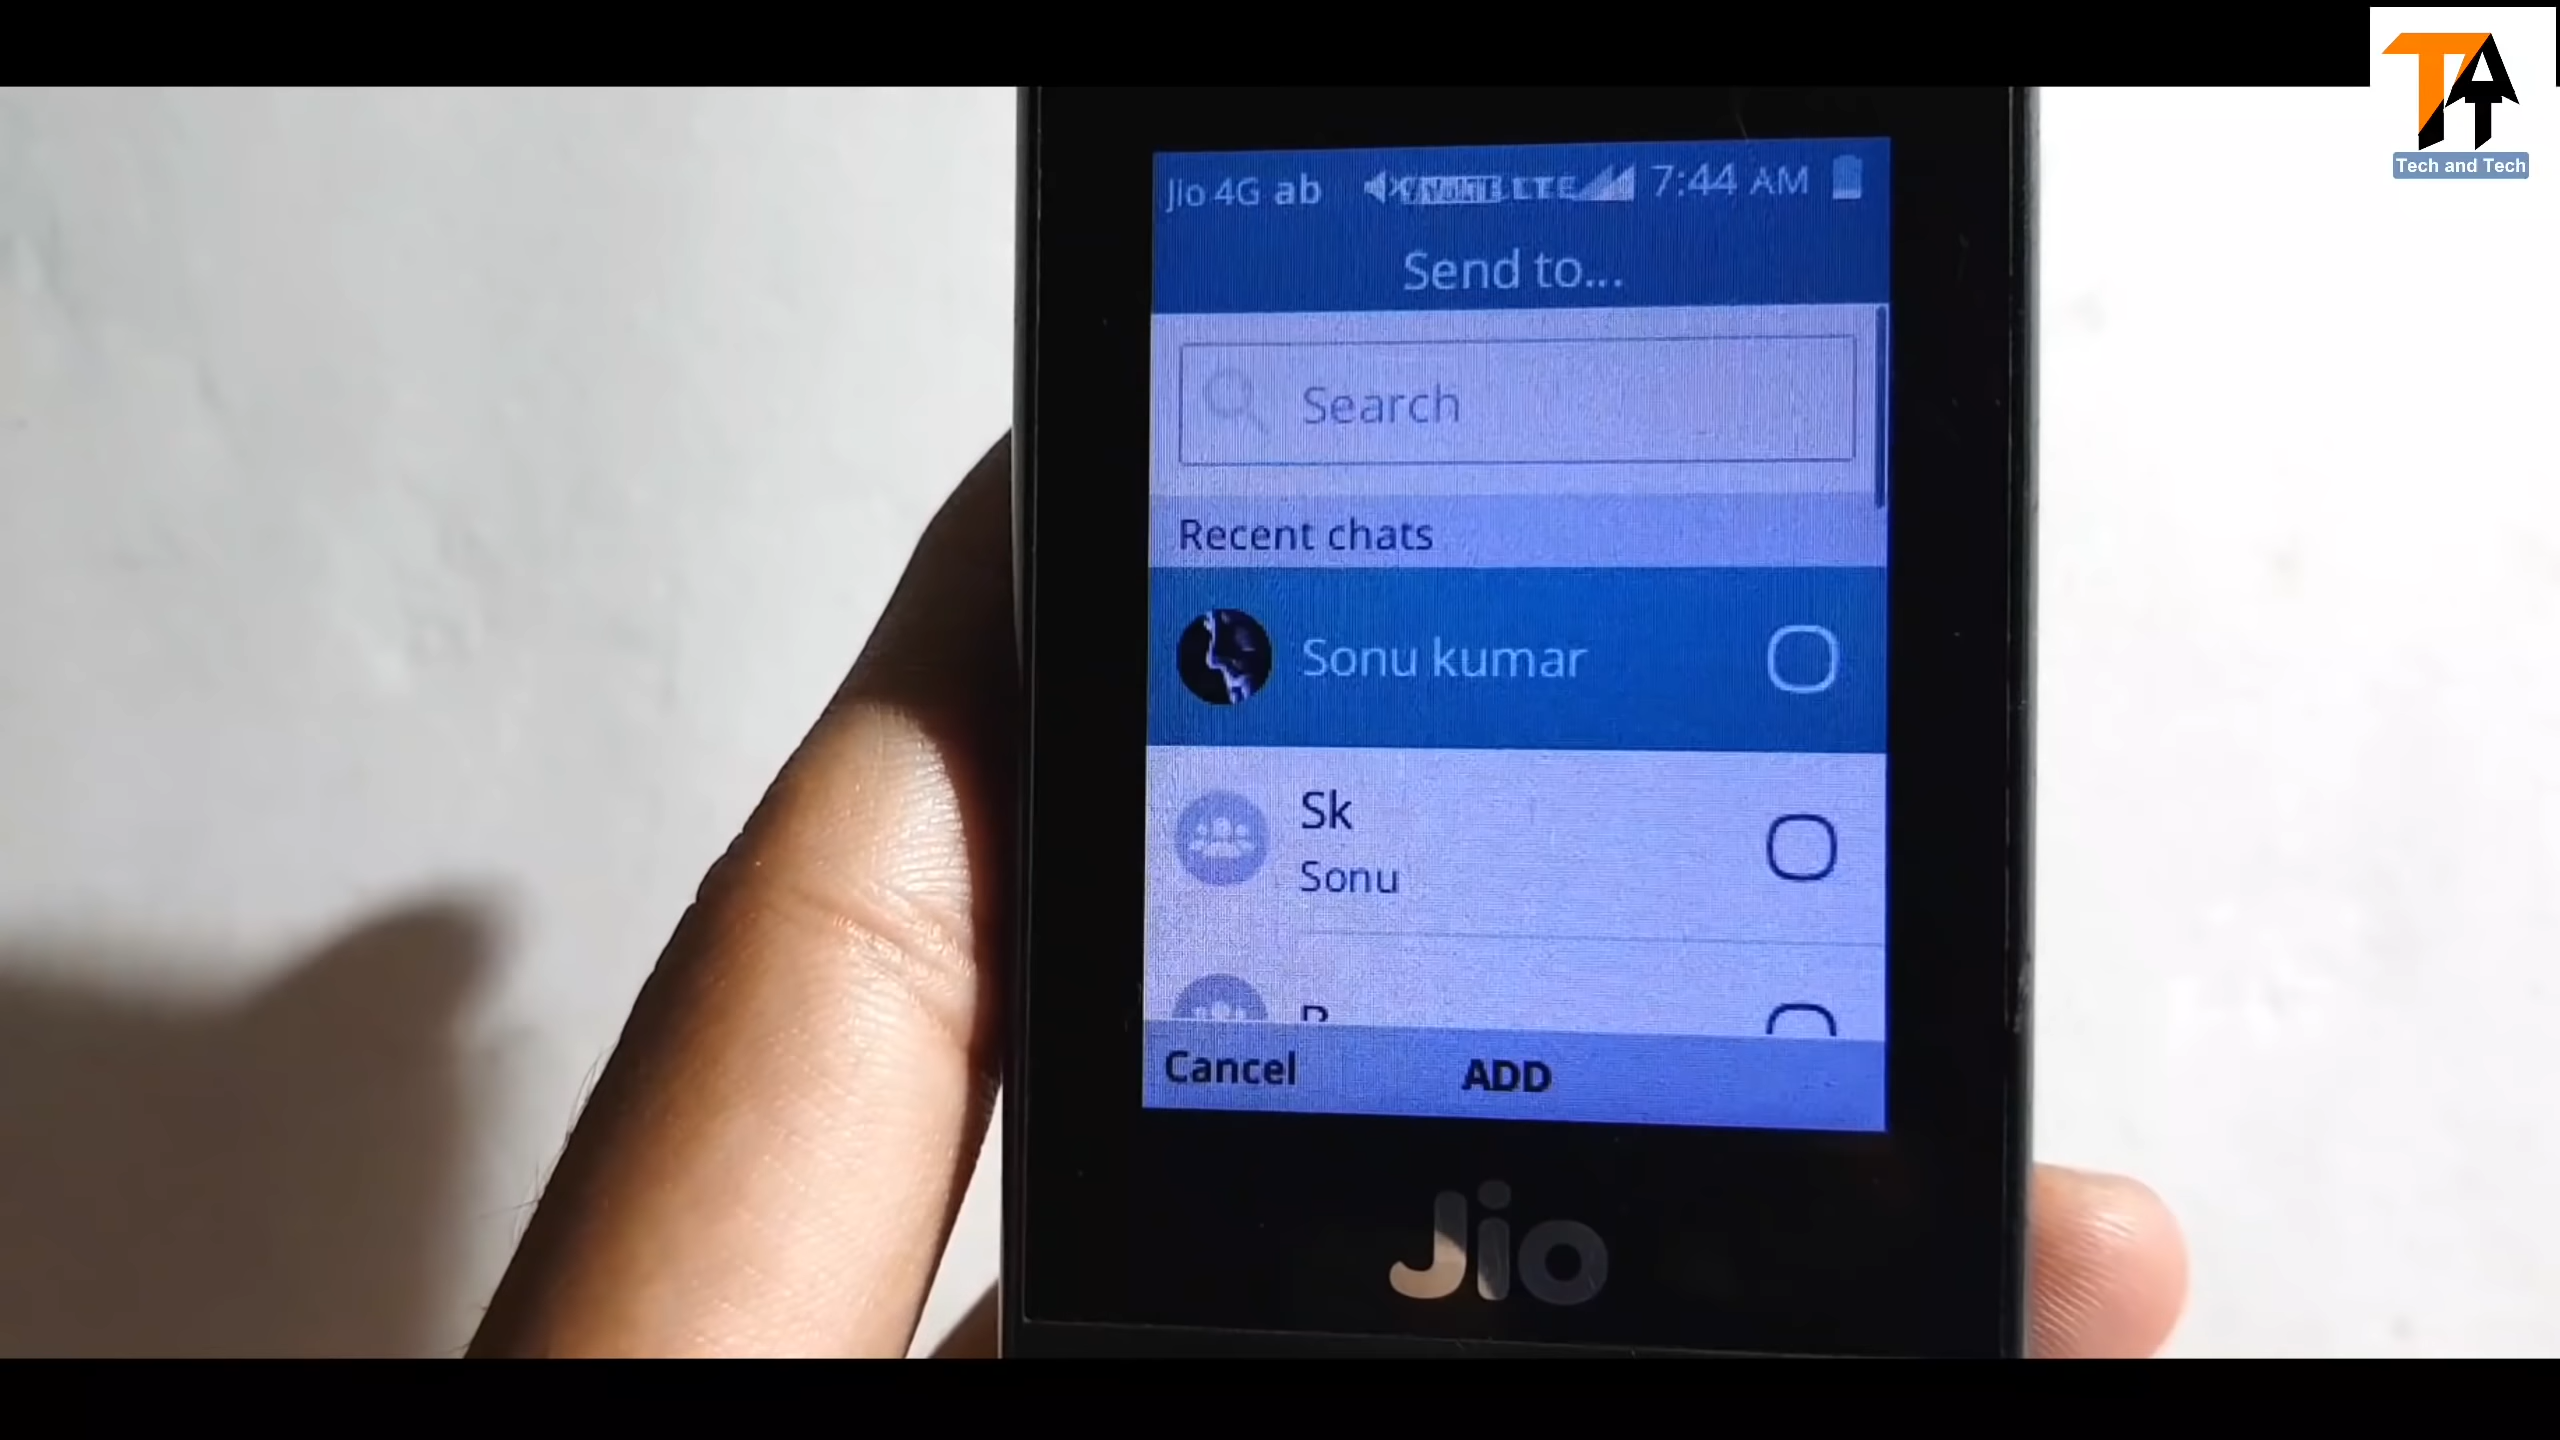 Tech and Tech
Jio 4G ab LTE 7:44 AM
Send to...
Search
Recent chats
Sonu kumar
Sk
Sonu
Cancel ADD
Jio